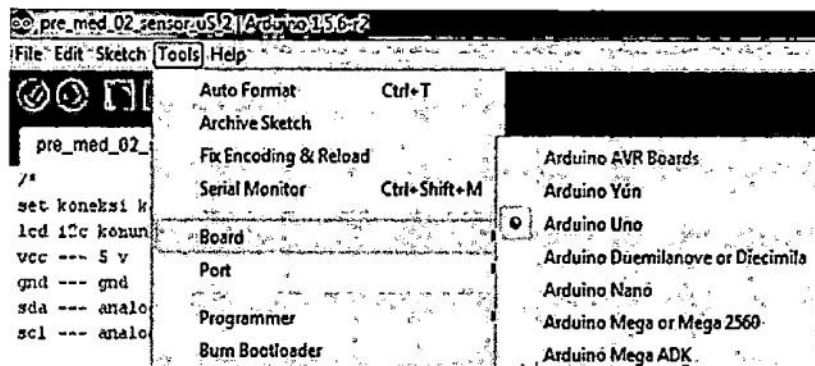 pre_med_02_sensor_uS_2 | Arduino 1.5.6-r2
File Edit Sketch Tools Help
pre_med_02_
/*
set koneksi k
lcd i2c konun
vcc --- 5 v
gnd --- gnd
sda --- analo
scl --- analo
Auto Format Ctrl+T
Archive Sketch
Fix Encoding & Reload
Serial Monitor Ctrl+Shift+M
Board
Port
Programmer
Burn Bootloader
Arduino AVR Boards
Arduino Yún
Arduino Uno
Arduino Duemilanove or Diecimila
Arduino Nano
Arduino Mega or Mega 2560
Arduino Mega ADK